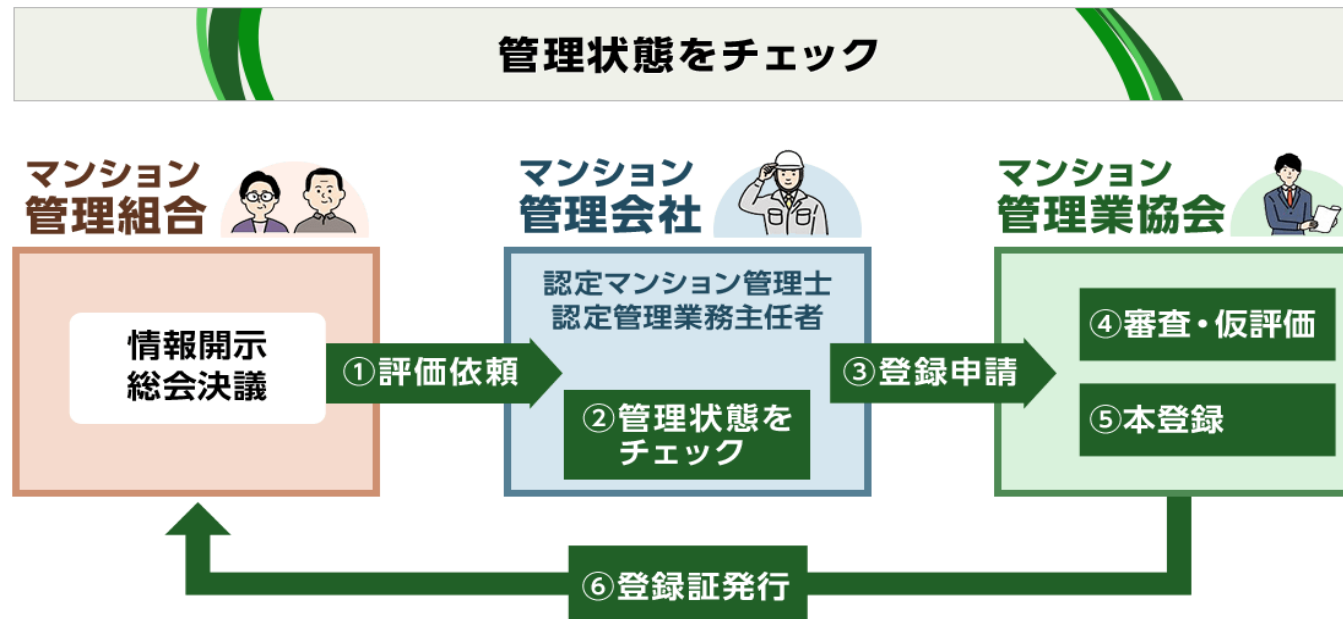 管理状態をチェック
マンション
管理組合
情報開示
総会決議
①評価依頼
マンション
管理会社
認定マンション管理士
認定管理業務主任者
②管理状態を
チェック
③登録申請
マンション
管理業協会
④審査・仮評価
⑤本登録
⑥登録証発行